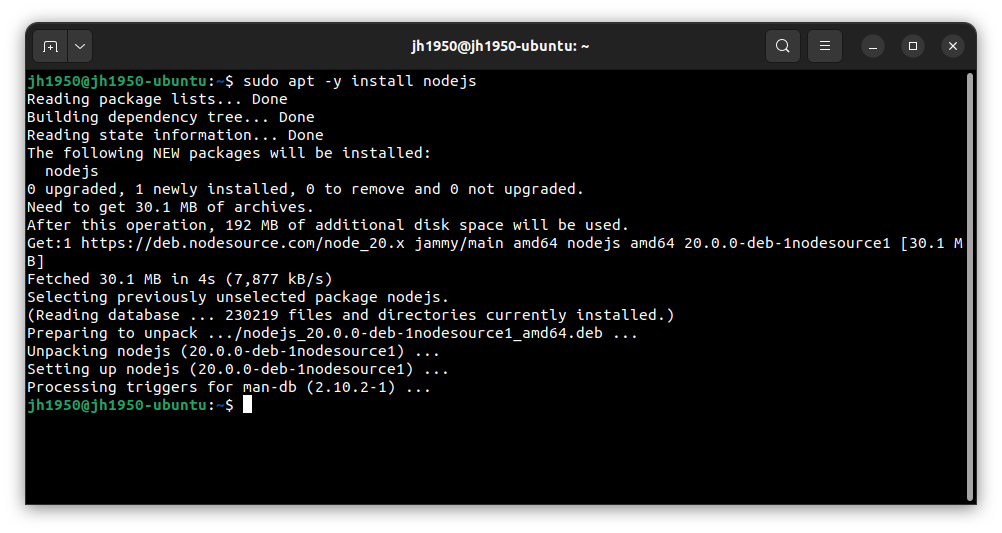 jh1950@jh1950-ubuntu: ~
jh1950@jh1950-ubuntu:~$ sudo apt -y install nodejs
Reading package lists... Done
Building dependency tree... Done
Reading state information... Done
The following NEW packages will be installed:
  nodejs
0 upgraded, 1 newly installed, 0 to remove and 0 not upgraded.
Need to get 30.1 MB of archives.
After this operation, 192 MB of additional disk space will be used.
Get:1 https://deb.nodesource.com/node_20.x jammy/main amd64 nodejs amd64 20.0.0-deb-1nodesource1 [30.1 M
B]
Fetched 30.1 MB in 4s (7,877 kB/s)
Selecting previously unselected package nodejs.
(Reading database ... 230219 files and directories currently installed.)
Preparing to unpack .../nodejs_20.0.0-deb-1nodesource1_amd64.deb ...
Unpacking nodejs (20.0.0-deb-1nodesource1) ...
Setting up nodejs (20.0.0-deb-1nodesource1) ...
Processing triggers for man-db (2.10.2-1) ...
jh1950@jh1950-ubuntu:~$